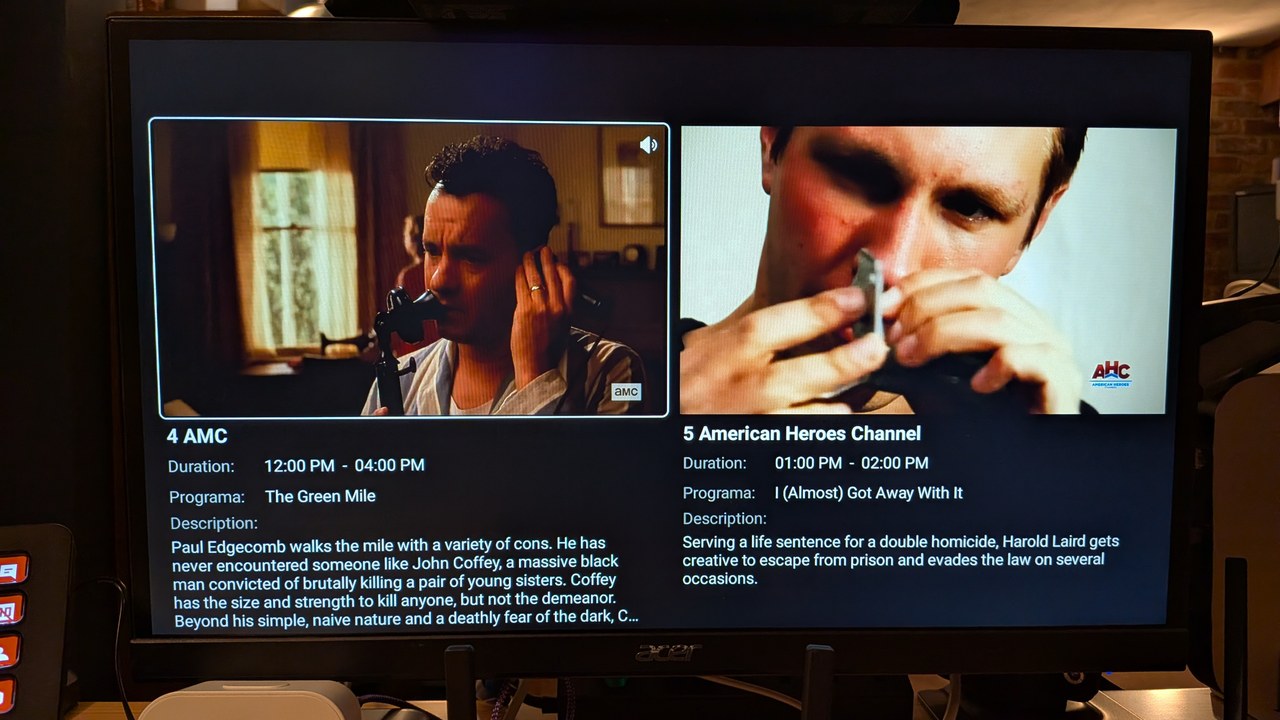 amc
AHC
AMERICAN HEROES
4 AMC
Duration: 12:00 PM - 04:00 PM
Programa: The Green Mile
Description:
Paul Edgecomb walks the mile with a variety of cons. He has
never encountered someone like John Coffey, a massive black
man convicted of brutally killing a pair of young sisters. Coffey
has the size and strength to kill anyone, but not the demeanor.
Beyond his simple, naive nature and a deathly fear of the dark, C...
5 American Heroes Channel
Duration: 01:00 PM - 02:00 PM
Programa: I (Almost) Got Away With It
Description:
Serving a life sentence for a double homicide, Harold Laird gets
creative to escape from prison and evades the law on several
occasions.
acer